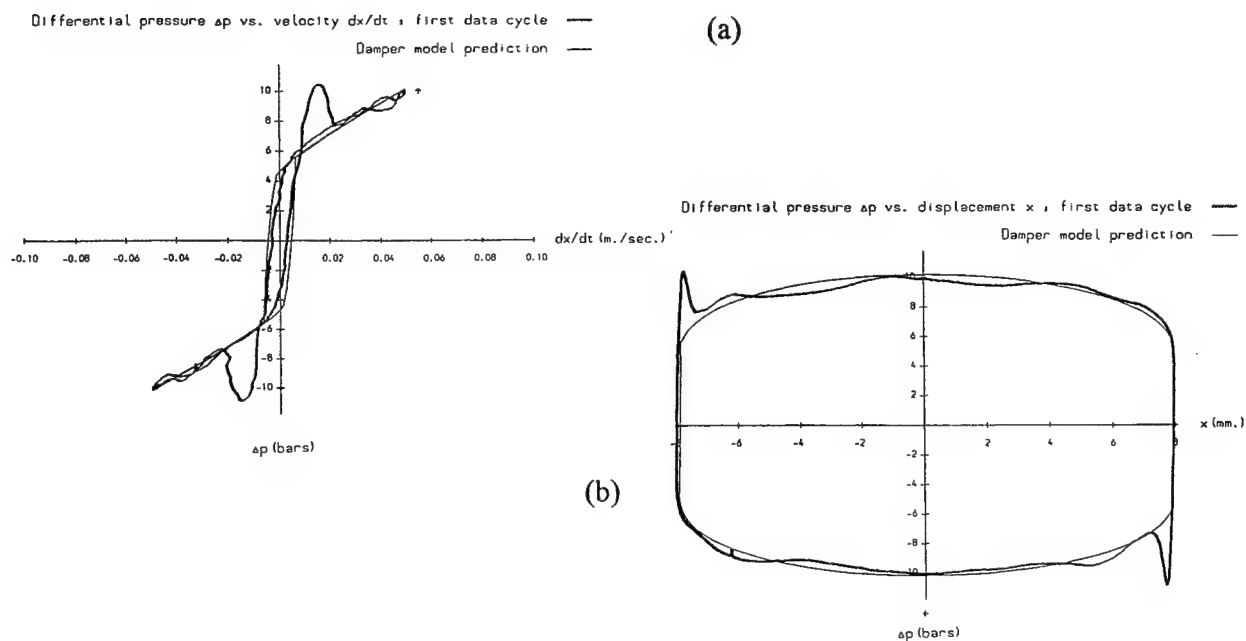 Differential pressure Δp vs. velocity dx/dt , first data cycle
Damper model prediction
(a)
10
8
6
4
2
-0.10 -0.08 -0.06 -0.04 -0.02 0.02 0.04 0.06 0.08 0.10
dx/dt (m./sec.)
-2
-4
-6
-8
-10
Δp (bars)
Differential pressure Δp vs. displacement x , first data cycle
Damper model prediction
10
8
6
4
2
-8 -6 -4 -2 2 4 6 8
x (mm.)
-2
-4
-6
-8
-10
Δp (bars)
(b)